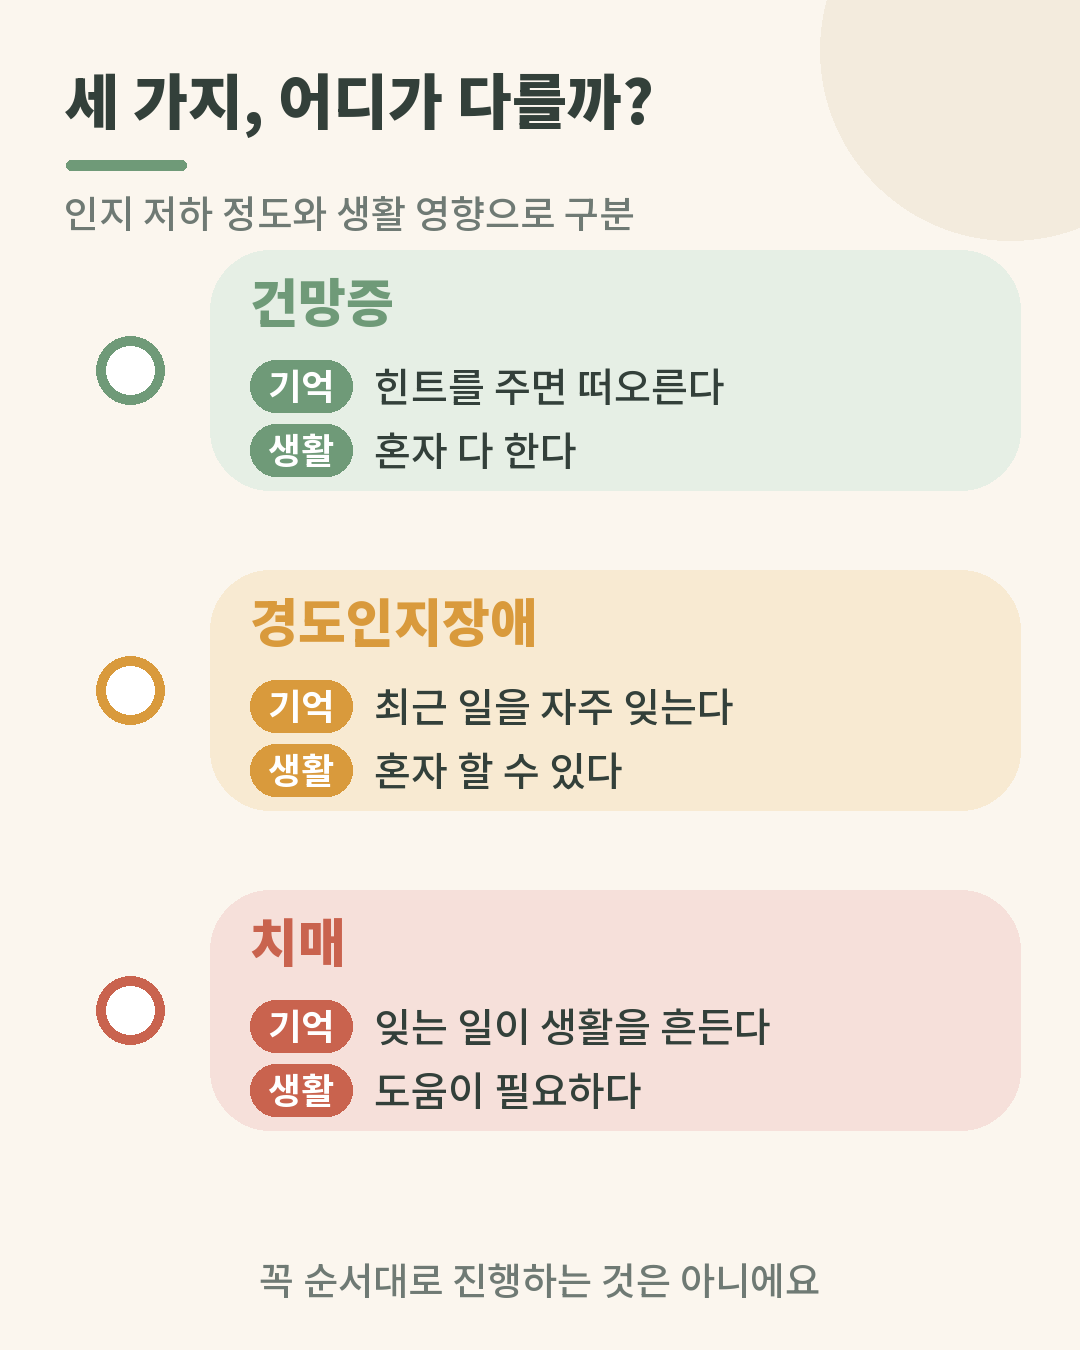 세 가지, 어디가 다를까?
인지 저하 정도와 생활 영향으로 구분
건망증
기억 힌트를 주면 떠오른다
생활 혼자 다 한다
경도인지장애
기억 최근 일을 자주 잊는다
생활 혼자 할 수 있다
치매
기억 잊는 일이 생활을 흔든다
생활 도움이 필요하다
꼭 순서대로 진행하는 것은 아니에요